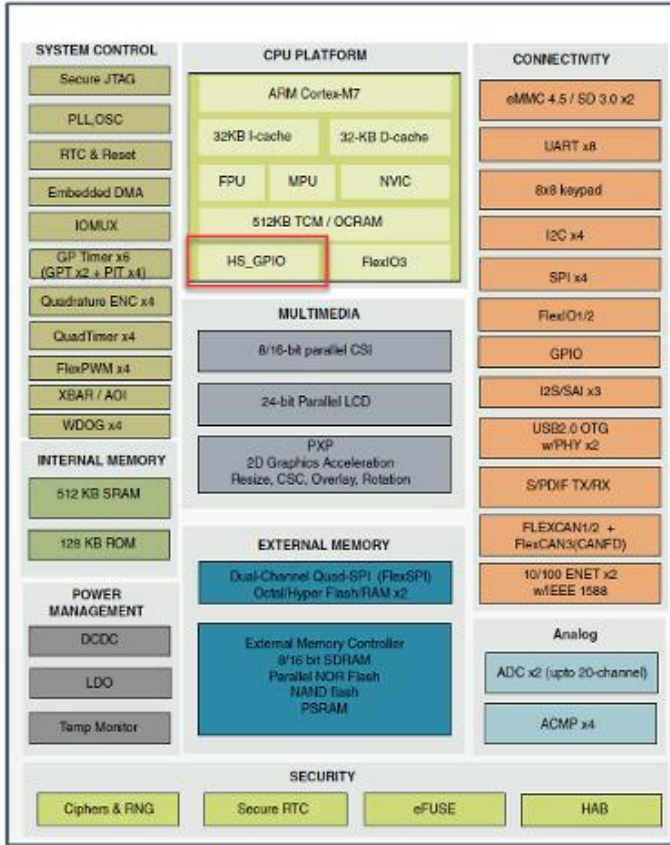 SYSTEM CONTROL
Secure JTAG
PLL,OSC
RTC & Reset
Embedded DMA
IOMUX
GP Timer x6
(GPT x2 + PIT x4)
Quadrature ENC x4
QuadTimer x4
FlexPWM x4
XBAR / AOI
WDOG x4
INTERNAL MEMORY
512 KB SRAM
128 KB ROM
POWER
MANAGEMENT
DCDC
LDO
Temp Monitor
CPU PLATFORM
ARM Cortex-M7
32KB I-cache
32-KB D-cache
FPU
MPU
NVIC
512KB TCM / OCRAM
HS_GPIO
FlexIO3
MULTIMEDIA
8/16-bit parallel CSI
24-bit Parallel LCD
PXP
2D Graphics Acceleration
Resize, CSC, Overlay, Rotation
EXTERNAL MEMORY
Dual-Channel Quad-SPI (FlexSPI)
Octal/Hyper Flash/RAM x2
External Memory Controller
8/16 bit SDRAM
Parallel NOR Flash
NAND flash
PSRAM
CONNECTIVITY
eMMC 4.5 / SD 3.0 x2
UART x8
8x8 keypad
I2C x4
SPI x4
FlexIO1/2
GPIO
I2S/SAI x3
USB2.0 OTG
w/PHY x2
S/PDIF TX/RX
FLEXCAN1/2 +
FlexCAN3(CANFD)
10/100 ENET x2
w/IEEE 1588
Analog
ADC x2 (upto 20-channel)
ACMP x4
SECURITY
Ciphers & RNG
Secure RTC
eFUSE
HAB